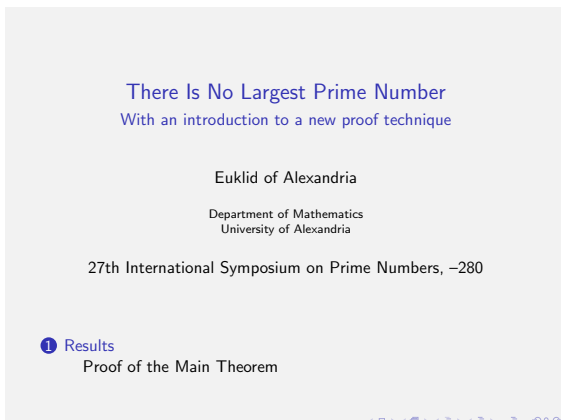 There Is No Largest Prime Number
With an introduction to a new proof technique
Euklid of Alexandria
Department of Mathematics
University of Alexandria
27th International Symposium on Prime Numbers, –280
1 Results
Proof of the Main Theorem